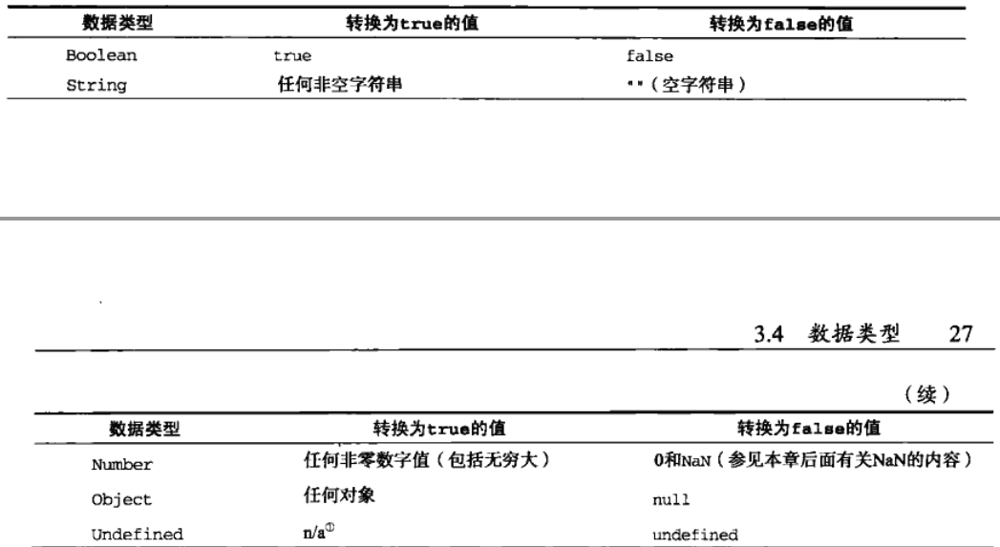 数据类型 转换为true的值 转换为false的值
Boolean true false
String 任何非空字符串 ""（空字符串）
3.4 数据类型 27
（续）
数据类型 转换为true的值 转换为false的值
Number 任何非零数字值（包括无穷大） 0和NaN（参见本章后面有关NaN的内容）
Object 任何对象 null
Undefined n/a① undefined